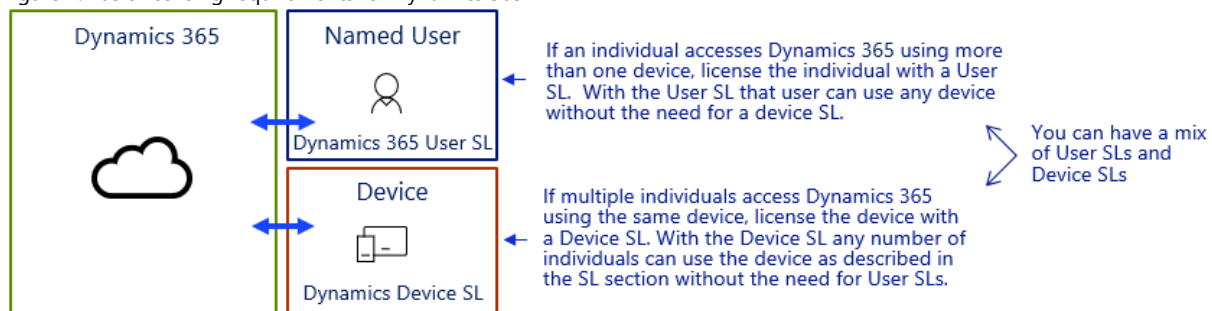 Dynamics 365
Named User
Dynamics 365 User SL
If an individual accesses Dynamics 365 using more
than one device, license the individual with a User
SL. With the User SL that user can use any device
without the need for a device SL.
Device
Dynamics Device SL
If multiple individuals access Dynamics 365
using the same device, license the device with
a Device SL. With the Device SL any number of
individuals can use the device as described in
the SL section without the need for User SLs.
You can have a mix
of User SLs and
Device SLs